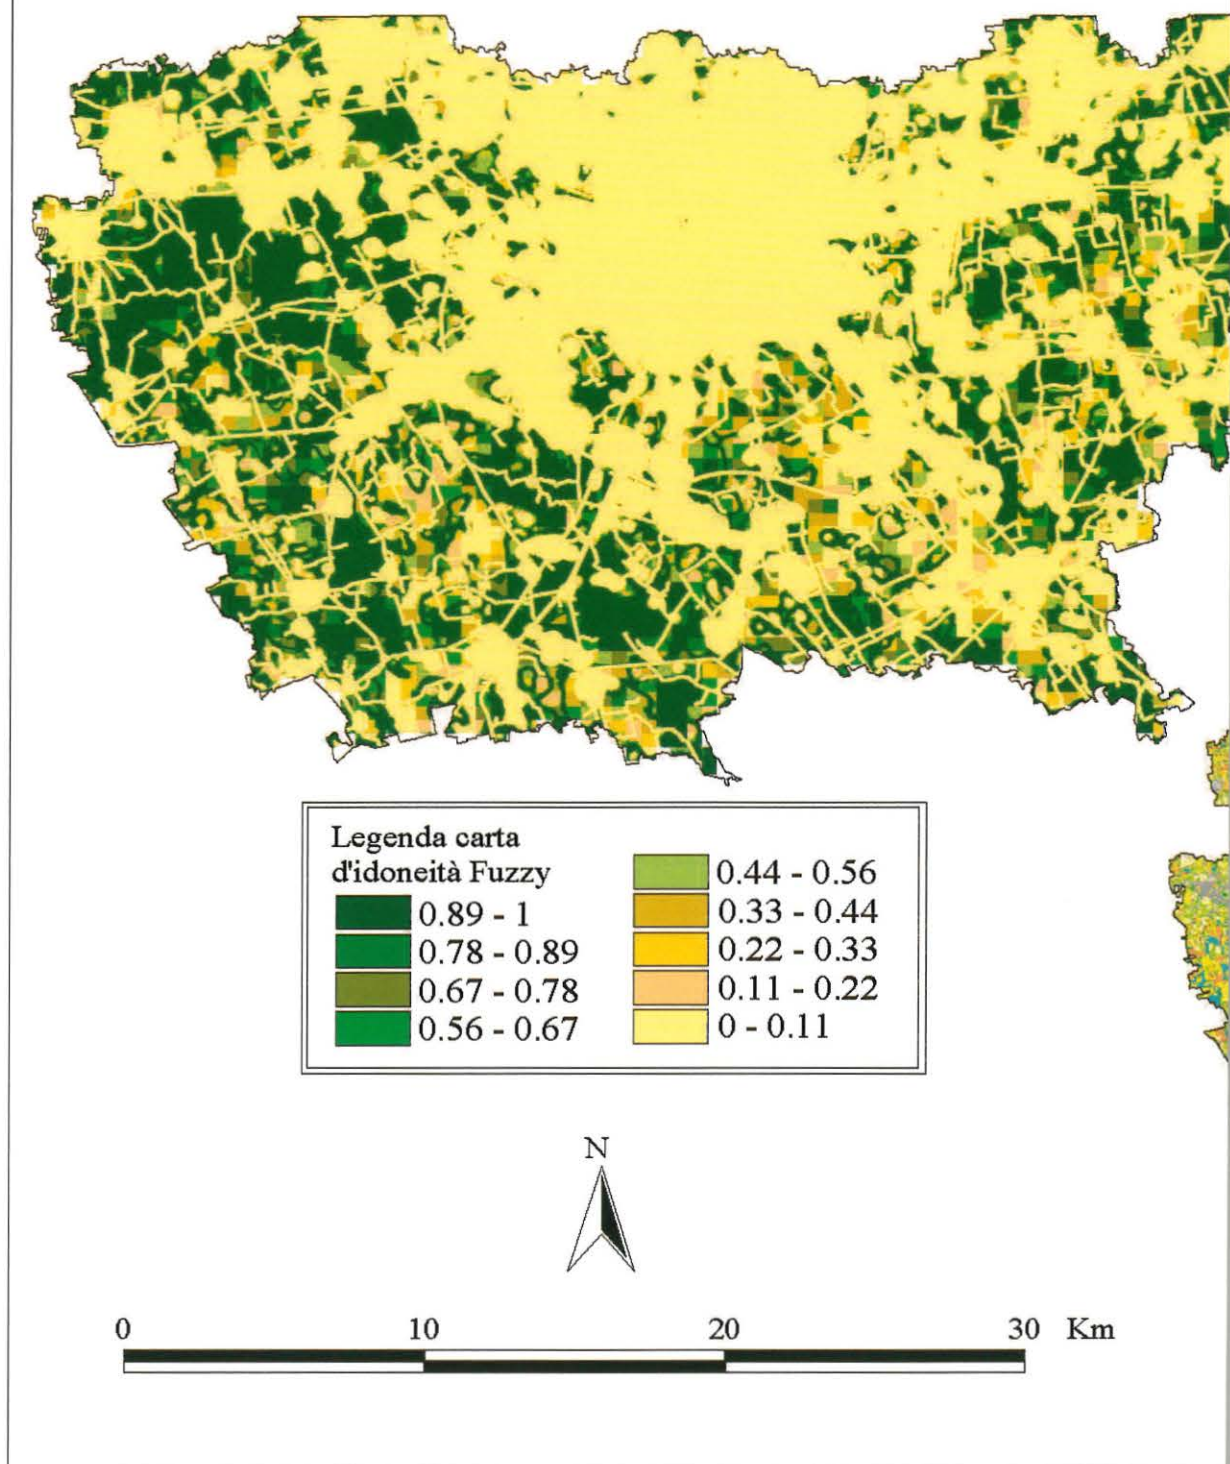 Legenda carta
d'idoneità Fuzzy
0.89 - 1
0.78 - 0.89
0.67 - 0.78
0.56 - 0.67
0.44 - 0.56
0.33 - 0.44
0.22 - 0.33
0.11 - 0.22
0 - 0.11
N
0 10 20 30 Km